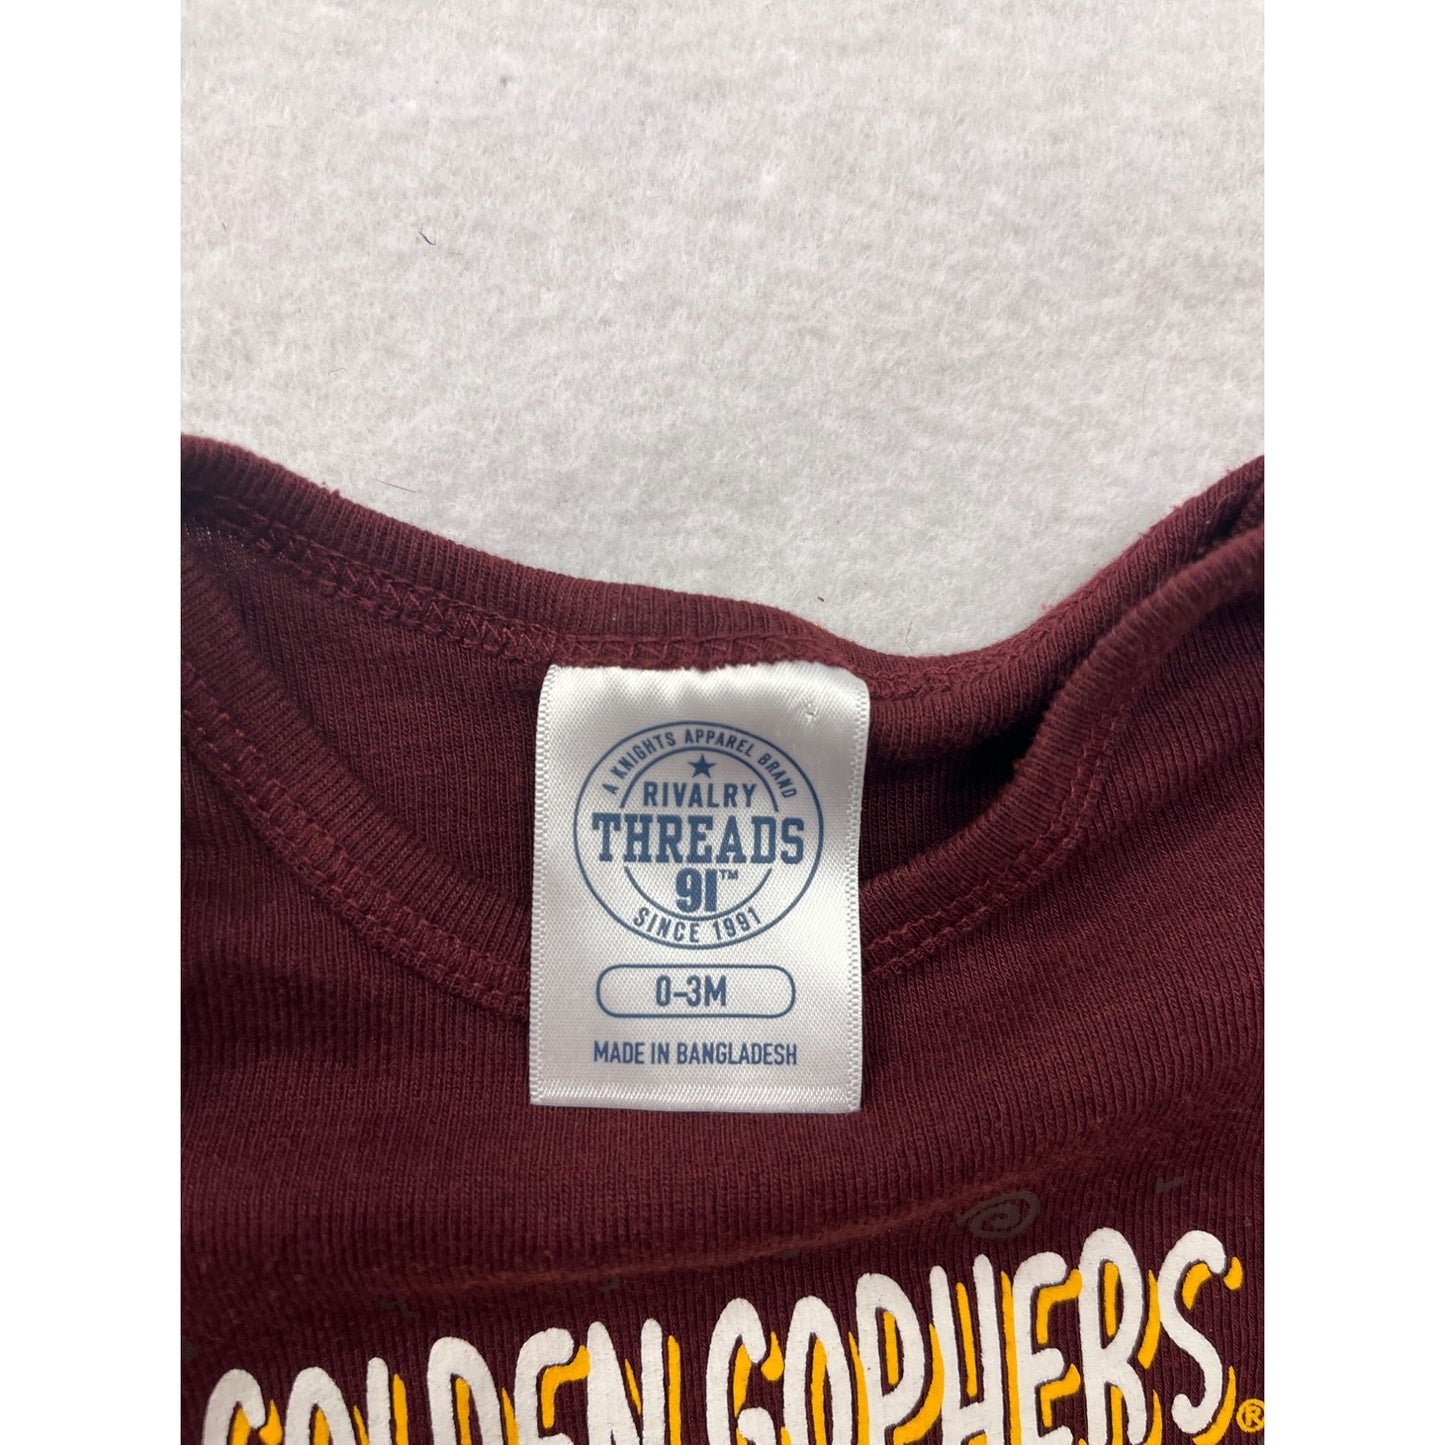 A KNIGHTS APPAREL BRAND
RIVALRY
THREADS
91™
SINCE 1991
0-3M
MADE IN BANGLADESH
GOLDEN GOPHERS®